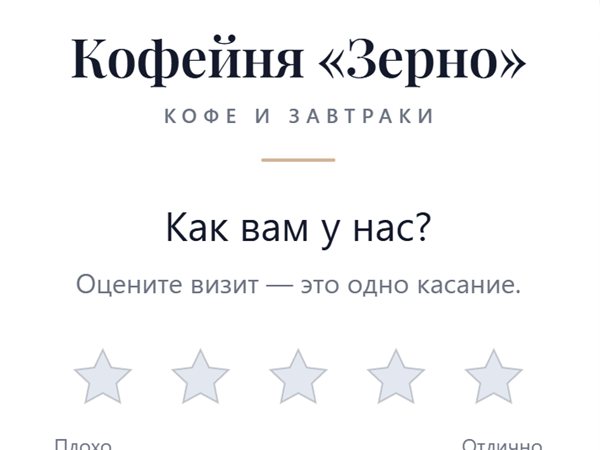 Кофейня «Зерно»
КОФЕ И ЗАВТРАКИ
Как вам у нас?
Оцените визит — это одно касание.
Плохо Отлично